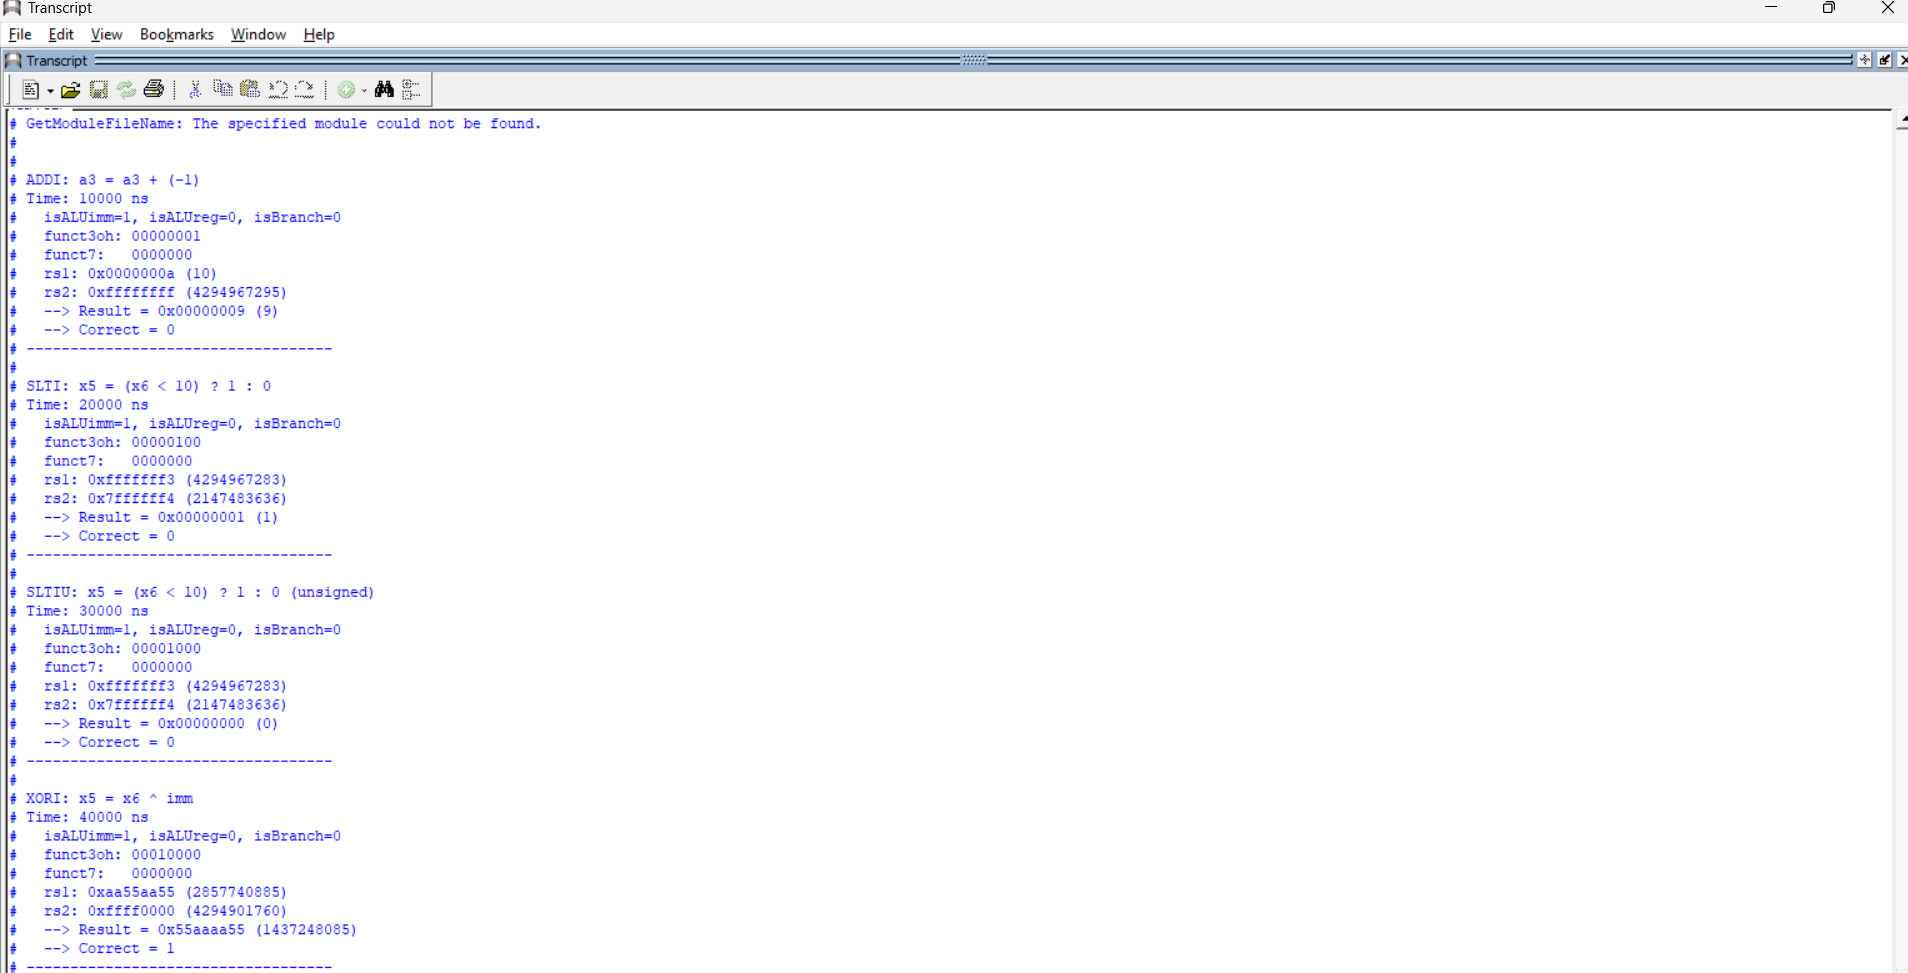 Transcript
File Edit View Bookmarks Window Help
Transcript
# GetModuleFileName: The specified module could not be found.
#
#
# ADDI: a3 = a3 + (-1)
# Time: 10000 ns
#   isALUimm=1, isALUreg=0, isBranch=0
#   funct3oh: 00000001
#   funct7:   0000000
#   rs1: 0x0000000a (10)
#   rs2: 0xffffffff (4294967295)
#   --> Result = 0x00000009 (9)
#   --> Correct = 0
# -----------------------------------
#
# SLTI: x5 = (x6 < 10) ? 1 : 0
# Time: 20000 ns
#   isALUimm=1, isALUreg=0, isBranch=0
#   funct3oh: 00000100
#   funct7:   0000000
#   rs1: 0xfffffff3 (4294967283)
#   rs2: 0x7ffffff4 (2147483636)
#   --> Result = 0x00000001 (1)
#   --> Correct = 0
# -----------------------------------
#
# SLTIU: x5 = (x6 < 10) ? 1 : 0 (unsigned)
# Time: 30000 ns
#   isALUimm=1, isALUreg=0, isBranch=0
#   funct3oh: 00001000
#   funct7:   0000000
#   rs1: 0xfffffff3 (4294967283)
#   rs2: 0x7ffffff4 (2147483636)
#   --> Result = 0x00000000 (0)
#   --> Correct = 0
# -----------------------------------
#
# XORI: x5 = x6 ^ imm
# Time: 40000 ns
#   isALUimm=1, isALUreg=0, isBranch=0
#   funct3oh: 00010000
#   funct7:   0000000
#   rs1: 0xaa55aa55 (2857740885)
#   rs2: 0xffff0000 (4294901760)
#   --> Result = 0x55aaaa55 (1437248085)
#   --> Correct = 1
# -----------------------------------